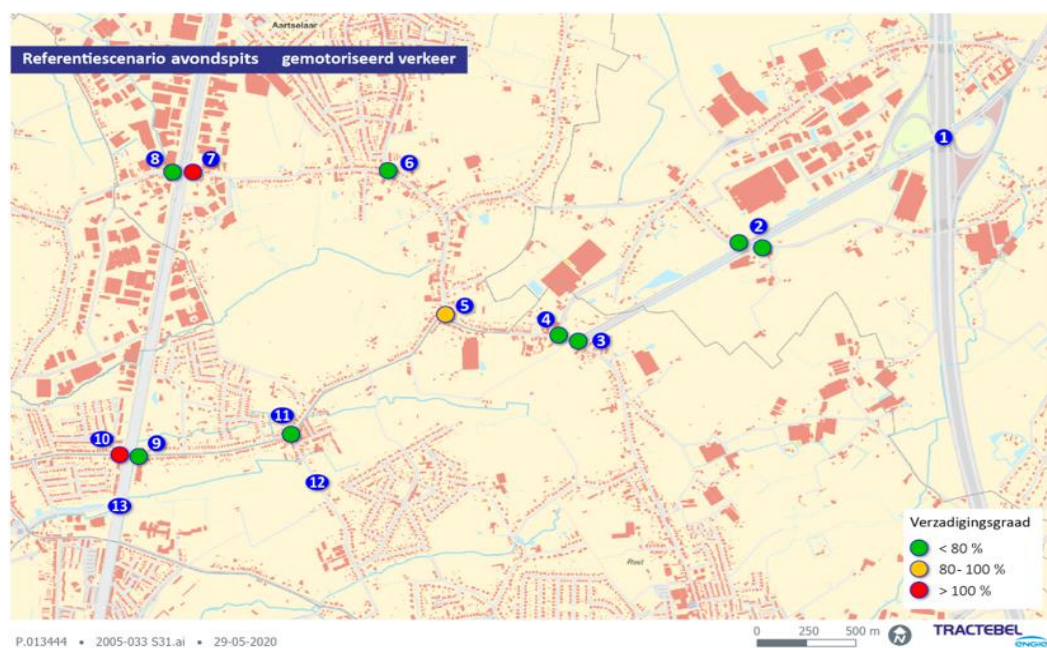 Aartselaar
Referentiescenario avondspits gemotoriseerd verkeer
1
8
7
6
2
5
4
3
11
10
9
12
13
Verzadigingsgraad
< 80 %
80- 100 %
> 100 %
Reet
P.013444 • 2005-033 S31.ai • 29-05-2020
0 250 500 m
N
TRACTEBEL
ENGIE